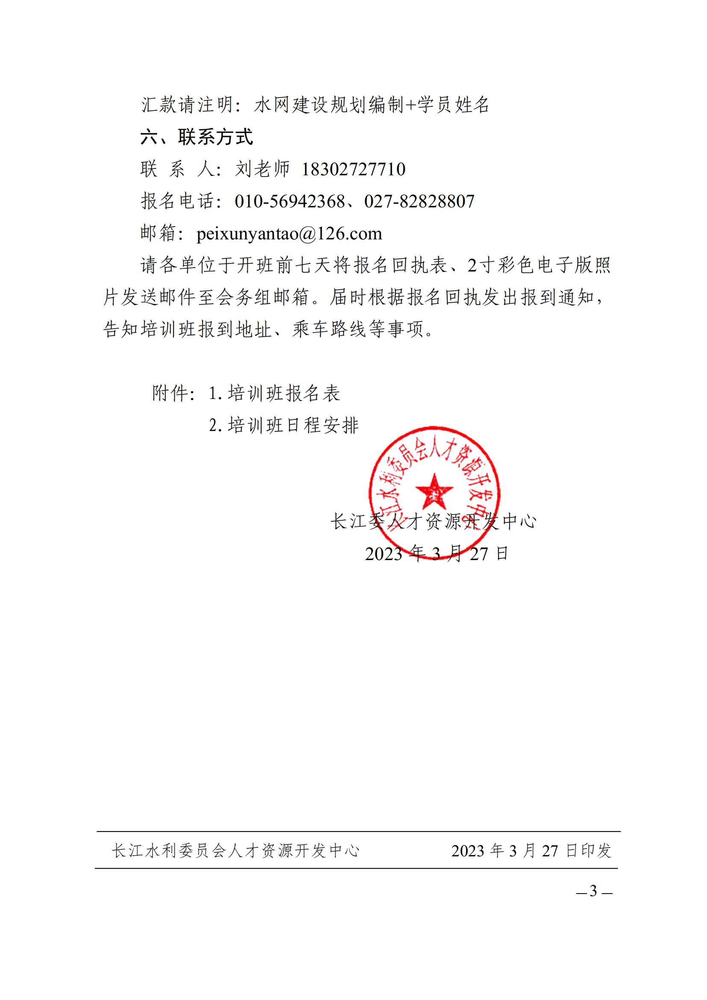 汇款请注明：水网建设规划编制+学员姓名
六、联系方式
联 系 人：刘老师 18302727710
报名电话：010-56942368、027-82828807
邮箱：peixunyantao@126.com
请各单位于开班前七天将报名回执表、2寸彩色电子版照
片发送邮件至会务组邮箱。届时根据报名回执发出报到通知，
告知培训班报到地址、乘车路线等事项。
附件：1.培训班报名表
2.培训班日程安排
长江水利委员会人才资源开发中心
长江委人才资源开发中心
2023 年 3 月 27 日
长江水利委员会人才资源开发中心 2023 年 3 月 27 日印发
—3—